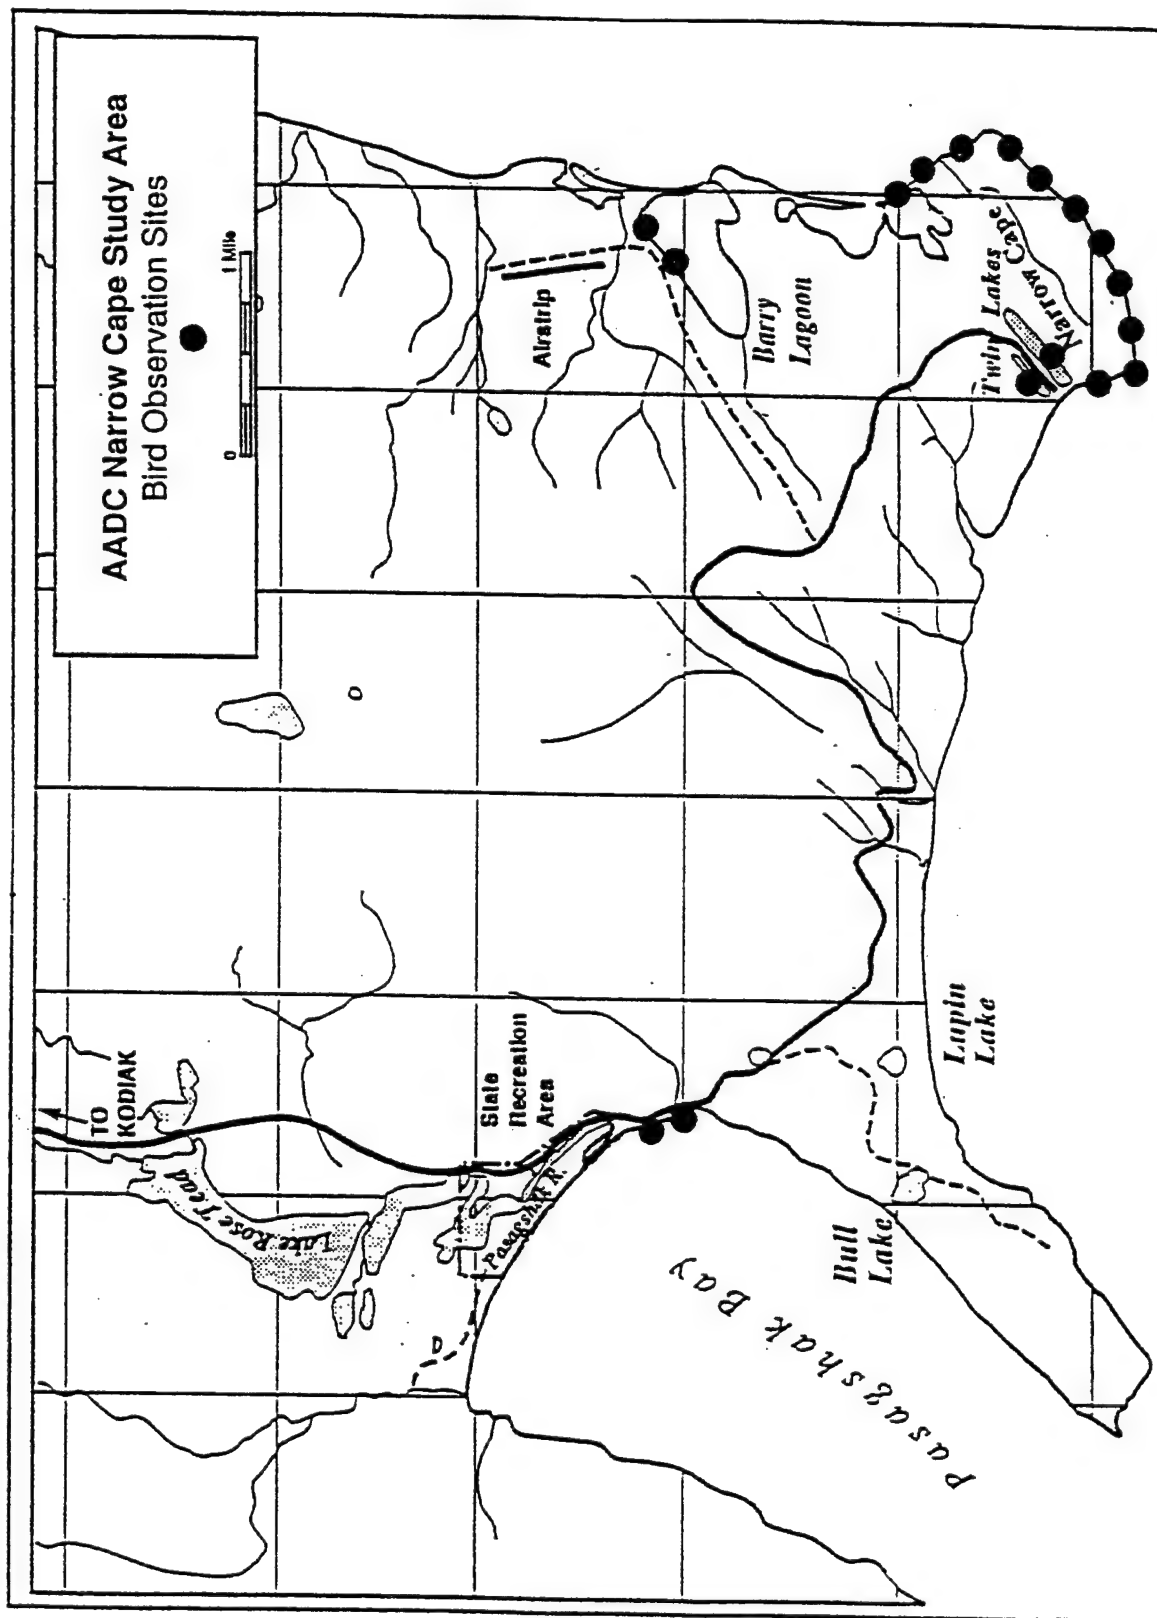 AADC Narrow Cape Study Area
Bird Observation Sites
0
1 Mile
TO
KODIAK
Lake Rose Tead
State
Recreation
Area
Pasagshak R.
Pasagshak Bay
Bull
Lake
Lupin
Lake
Airstrip
Barry
Lagoon
Twin Lakes
Narrow Cape